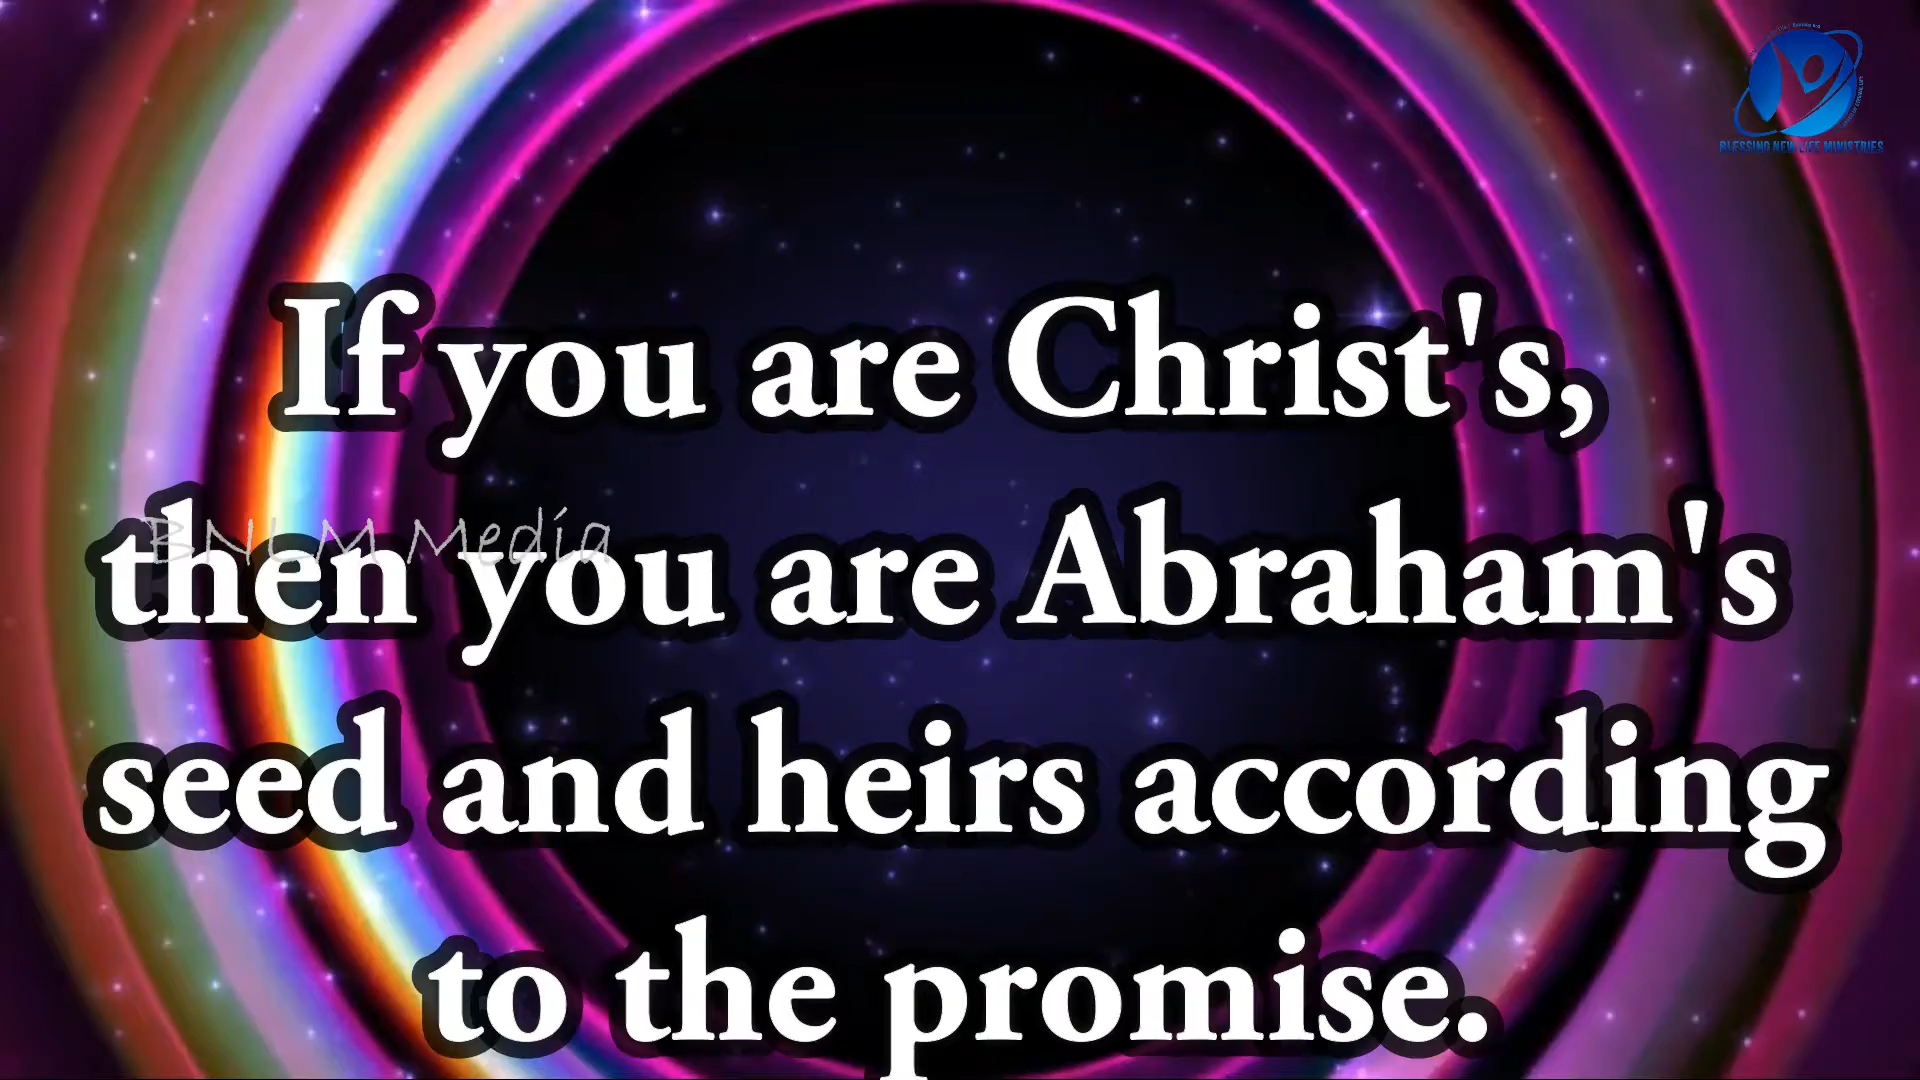 BLESSING NEW LIFE MINISTRIES
If you are Christ's,
then you are Abraham's
BNLM Media
seed and heirs according
to the promise.